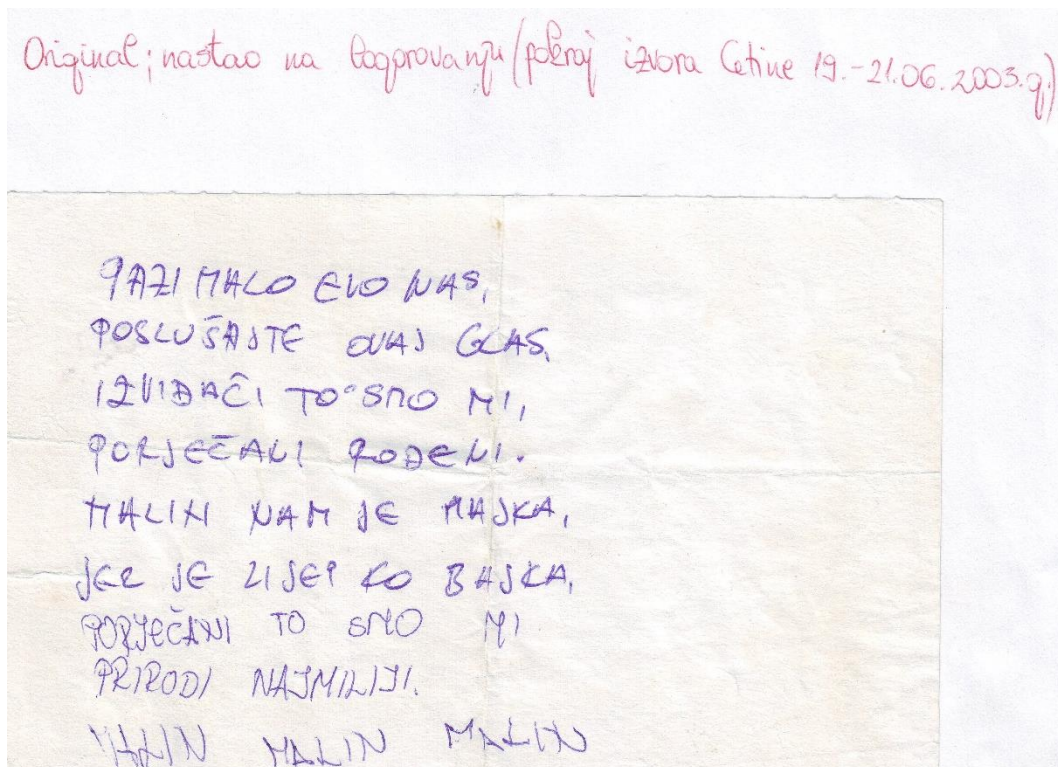 Original; nastao na logorovanju (pokraj izvora Cetine 19.-21.06.2003.g.)
PAZI MALO EVO NAS,
POSLUŠAJTE OVAJ GLAS.
IZVIĐAČI TO SMO MI,
PORJEČANI ROĐENI.
MALIN NAM JE MAJKA,
JER JE LIJEP KO BAJKA,
PORJEČANI TO SMO MI
PRIRODI NAJMILIJI.
MALIN MALIN MALIN